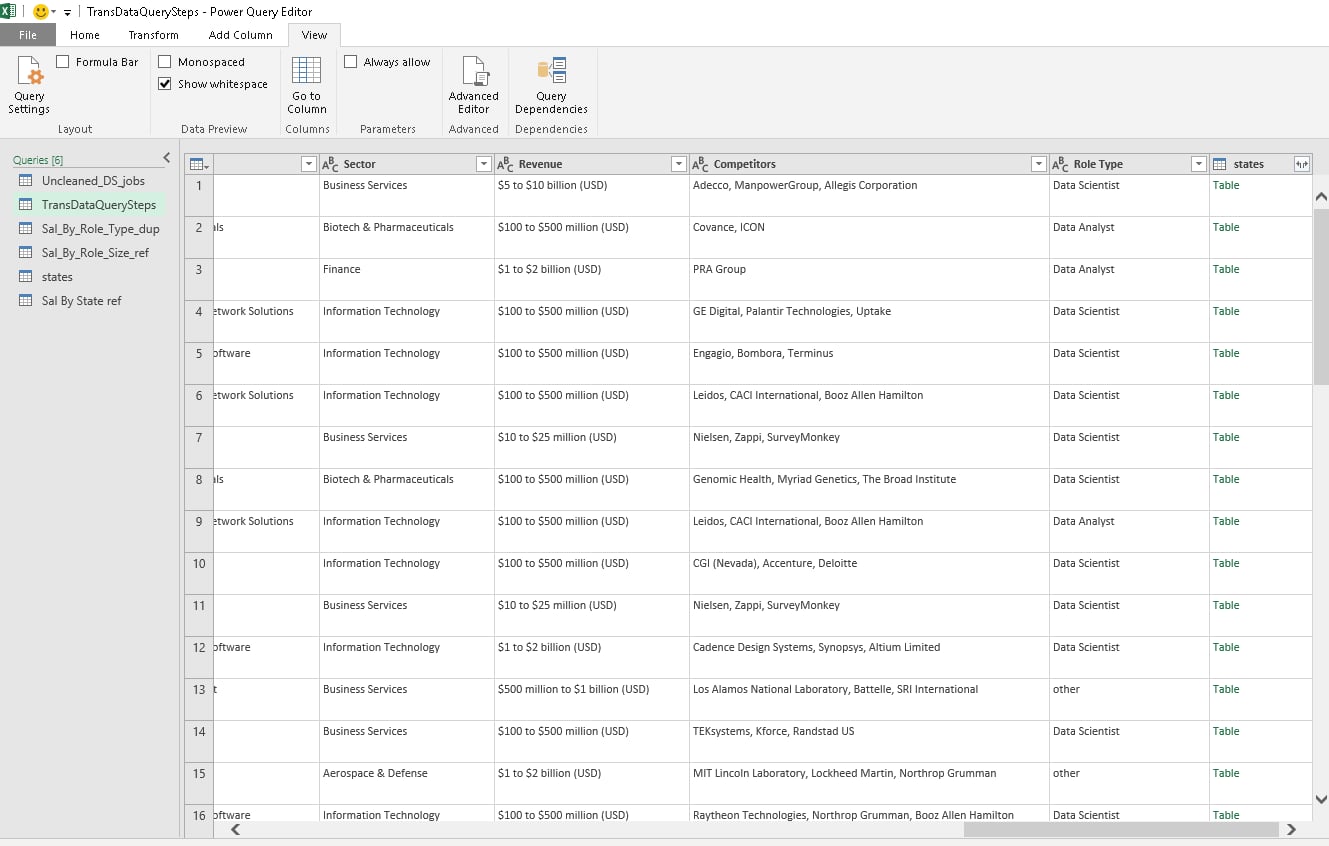 TransDataQuerySteps - Power Query Editor
File Home Transform Add Column View
Query Settings
Formula Bar
Layout
Monospaced
Show whitespace
Data Preview
Go to Column
Columns
Always allow
Parameters
Advanced Editor
Advanced
Query Dependencies
Dependencies
Queries [6]
Uncleaned_DS_jobs
TransDataQuerySteps
Sal_By_Role_Type_dup
Sal_By_Role_Size_ref
states
Sal By State ref
ABC Sector ABC Revenue ABC Competitors ABC Role Type states
1 Business Services $5 to $10 billion (USD) Adecco, ManpowerGroup, Allegis Corporation Data Scientist Table
2 als Biotech & Pharmaceuticals $100 to $500 million (USD) Covance, ICON Data Analyst Table
3 Finance $1 to $2 billion (USD) PRA Group Data Analyst Table
4 etwork Solutions Information Technology $100 to $500 million (USD) GE Digital, Palantir Technologies, Uptake Data Scientist Table
5 oftware Information Technology $100 to $500 million (USD) Engagio, Bombora, Terminus Data Scientist Table
6 etwork Solutions Information Technology $100 to $500 million (USD) Leidos, CACI International, Booz Allen Hamilton Data Scientist Table
7 Business Services $10 to $25 million (USD) Nielsen, Zappi, SurveyMonkey Data Scientist Table
8 als Biotech & Pharmaceuticals $100 to $500 million (USD) Genomic Health, Myriad Genetics, The Broad Institute Data Scientist Table
9 etwork Solutions Information Technology $100 to $500 million (USD) Leidos, CACI International, Booz Allen Hamilton Data Analyst Table
10 Information Technology $100 to $500 million (USD) CGI (Nevada), Accenture, Deloitte Data Scientist Table
11 Business Services $10 to $25 million (USD) Nielsen, Zappi, SurveyMonkey Data Scientist Table
12 oftware Information Technology $1 to $2 billion (USD) Cadence Design Systems, Synopsys, Altium Limited Data Scientist Table
13 t Business Services $500 million to $1 billion (USD) Los Alamos National Laboratory, Battelle, SRI International other Table
14 Business Services $100 to $500 million (USD) TEKsystems, Kforce, Randstad US Data Scientist Table
15 Aerospace & Defense $1 to $2 billion (USD) MIT Lincoln Laboratory, Lockheed Martin, Northrop Grumman other Table
16 oftware Information Technology $100 to $500 million (USD) Raytheon Technologies, Northrop Grumman, Booz Allen Hamilton Data Scientist Table